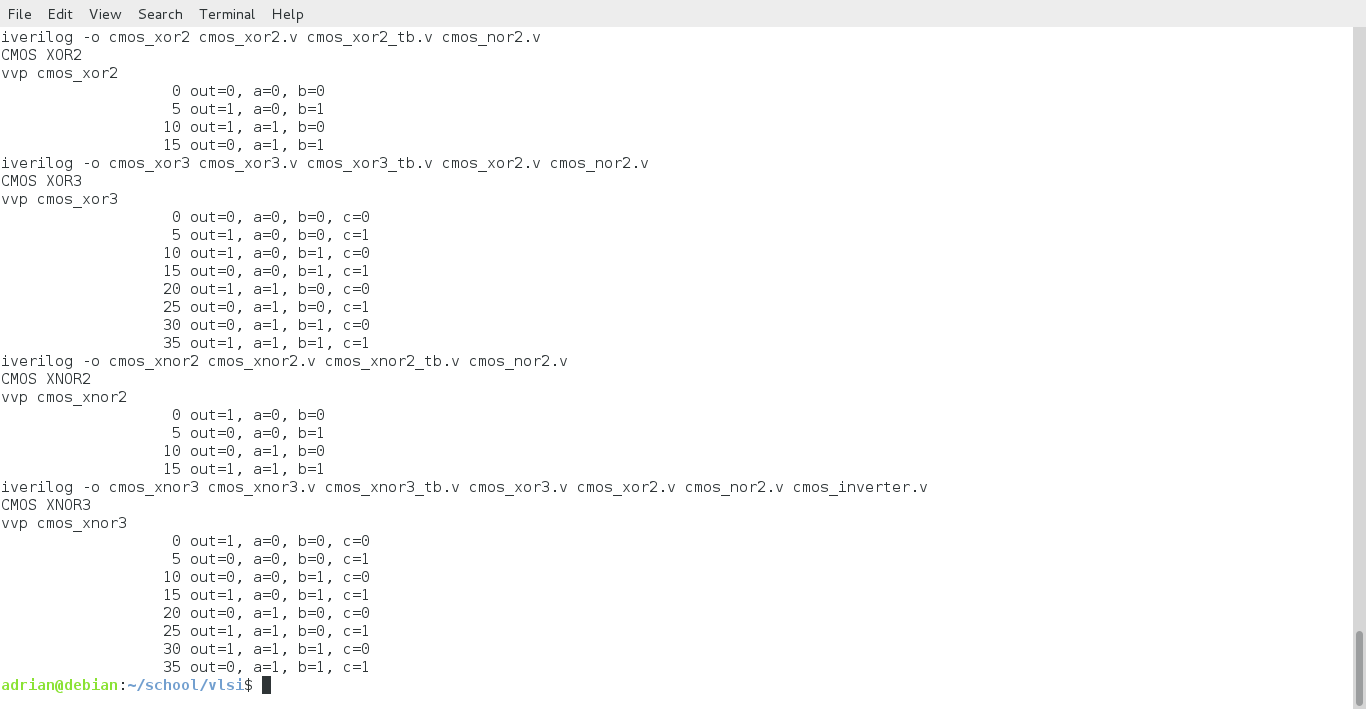 File Edit View Search Terminal Help
iverilog -o cmos_xor2 cmos_xor2.v cmos_xor2_tb.v cmos_nor2.v
CMOS XOR2
vvp cmos_xor2
                   0 out=0, a=0, b=0
                   5 out=1, a=0, b=1
                  10 out=1, a=1, b=0
                  15 out=0, a=1, b=1
iverilog -o cmos_xor3 cmos_xor3.v cmos_xor3_tb.v cmos_xor2.v cmos_nor2.v
CMOS XOR3
vvp cmos_xor3
                   0 out=0, a=0, b=0, c=0
                   5 out=1, a=0, b=0, c=1
                  10 out=1, a=0, b=1, c=0
                  15 out=0, a=0, b=1, c=1
                  20 out=1, a=1, b=0, c=0
                  25 out=0, a=1, b=0, c=1
                  30 out=0, a=1, b=1, c=0
                  35 out=1, a=1, b=1, c=1
iverilog -o cmos_xnor2 cmos_xnor2.v cmos_xnor2_tb.v cmos_nor2.v
CMOS XNOR2
vvp cmos_xnor2
                   0 out=1, a=0, b=0
                   5 out=0, a=0, b=1
                  10 out=0, a=1, b=0
                  15 out=1, a=1, b=1
iverilog -o cmos_xnor3 cmos_xnor3.v cmos_xnor3_tb.v cmos_xor3.v cmos_xor2.v cmos_nor2.v cmos_inverter.v
CMOS XNOR3
vvp cmos_xnor3
                   0 out=1, a=0, b=0, c=0
                   5 out=0, a=0, b=0, c=1
                  10 out=0, a=0, b=1, c=0
                  15 out=1, a=0, b=1, c=1
                  20 out=0, a=1, b=0, c=0
                  25 out=1, a=1, b=0, c=1
                  30 out=1, a=1, b=1, c=0
                  35 out=0, a=1, b=1, c=1
adrian@debian:~/school/vlsi$